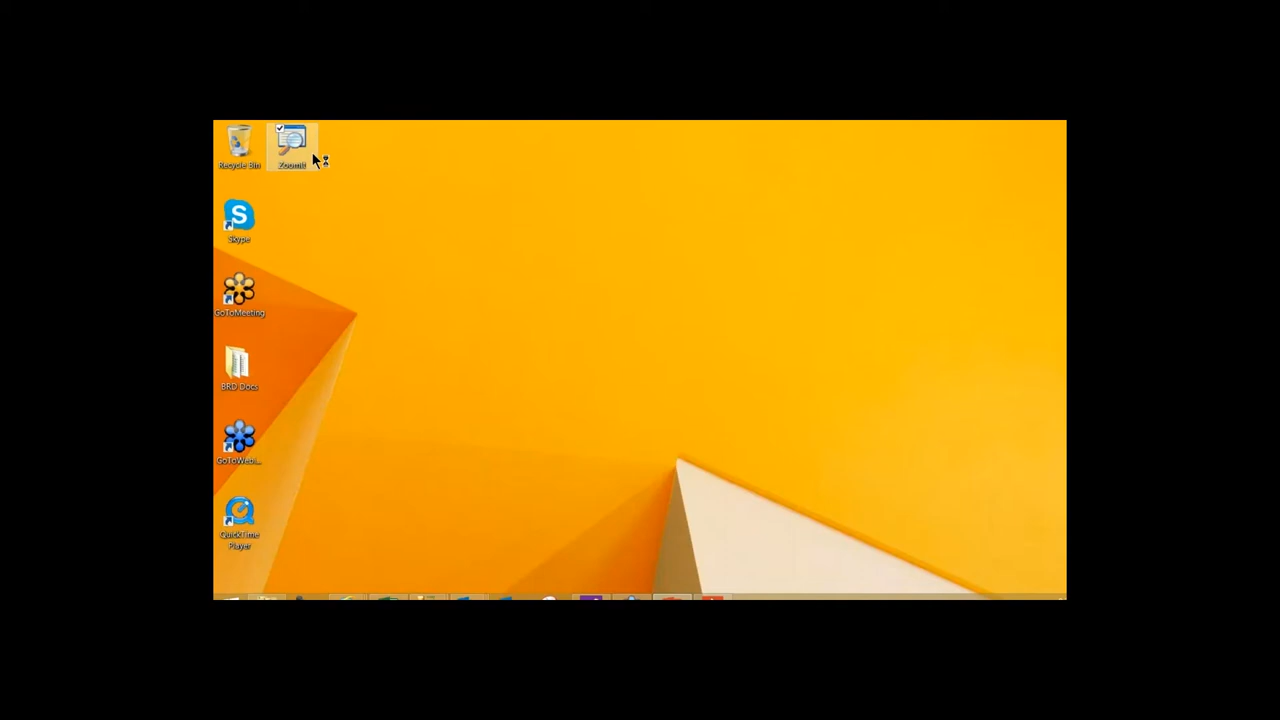 Recycle Bin
ZoomIt
Skype
GoToMeeting
BRD Docs
GoToWebi...
QuickTime
Player